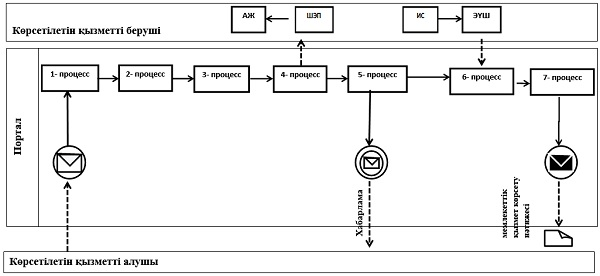 АЖ
ШЭП
ИС
ЭҮШ
Көрсетілетін қызметті беруші
1- процесс
2- процесс
3- процесс
4- процесс
5- процесс
6- процесс
7- процесс
Портал
Хабарлама
мемлекеттік
қызмет көрсету
нәтижесі
Көрсетілетін қызметті алушы